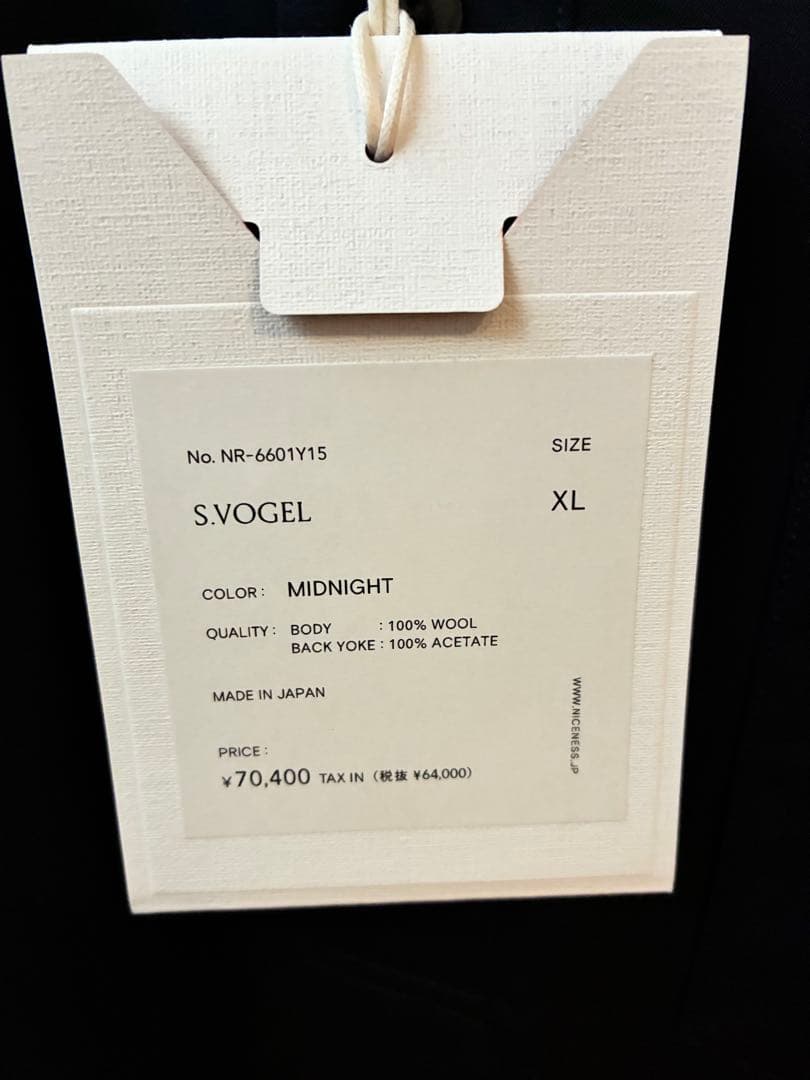 No. NR-6601Y15
SIZE
S.VOGEL
XL
COLOR : MIDNIGHT
QUALITY : BODY : 100% WOOL
BACK YOKE : 100% ACETATE
MADE IN JAPAN
WWW.NICENESS.JP
PRICE :
¥70,400 TAX IN (税抜 ¥64,000)